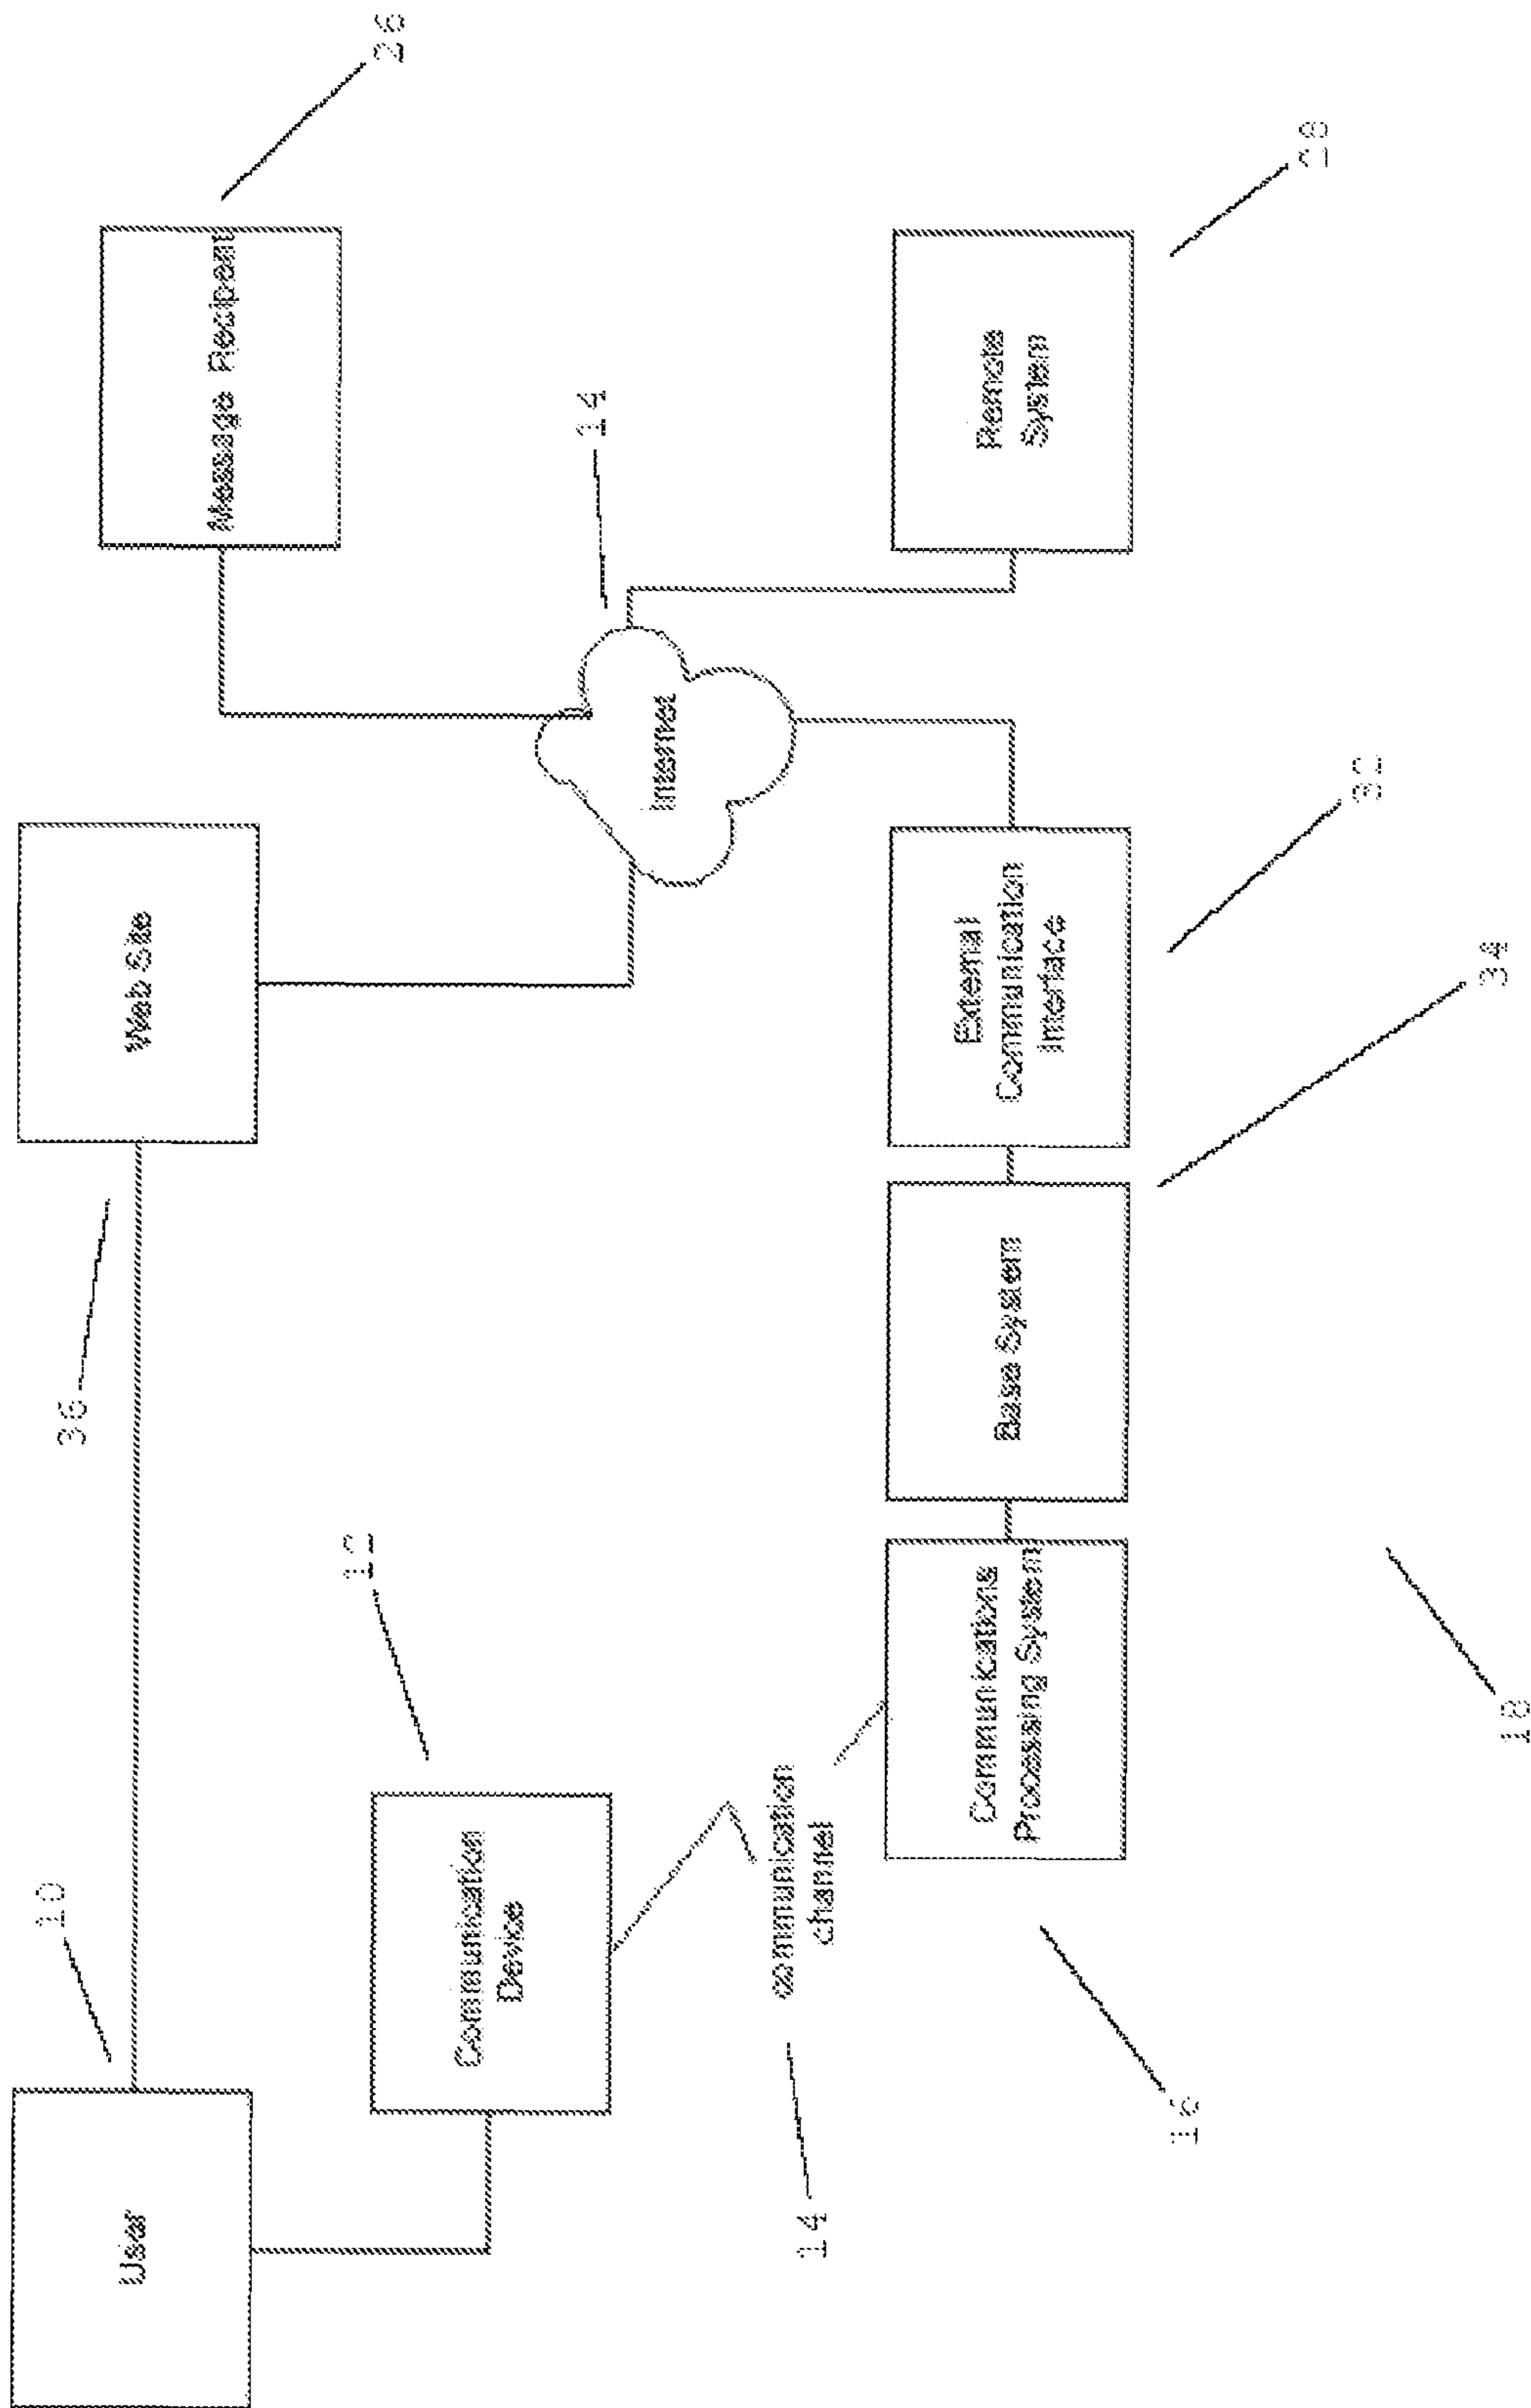 User
10
Web Site
36
Message Recipent
26
Communication
Device
12
Internet
14
communication
channel
14
Communications
Processing System
16
Base System
34
External
Communication
Interface
32
Remote
System
28
18